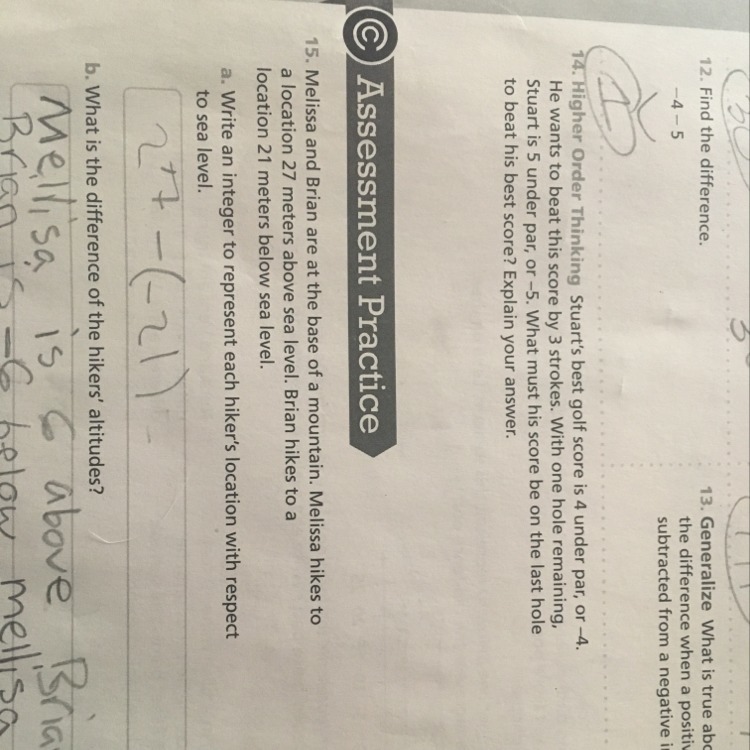 12. Find the difference.
−4 − 5
13. Generalize What is true
the difference when a
subtracted from a negative
14. Higher Order Thinking Stuart's best golf score is 4 under par, or −4.
He wants to beat this score by 3 strokes. With one hole remaining,
Stuart is 5 under par, or −5. What must his score be on the last hole
to beat his best score? Explain your answer.
C Assessment Practice
15. Melissa and Brian are at the base of a mountain. Melissa hikes to
a location 27 meters above sea level. Brian hikes to a
location 21 meters below sea level.
a. Write an integer to represent each hiker's location with respect
to sea level.
27 - (-21) -
b. What is the difference of the hikers' altitudes?
Mellisa is 6 above
Brian is -6 below mellisa